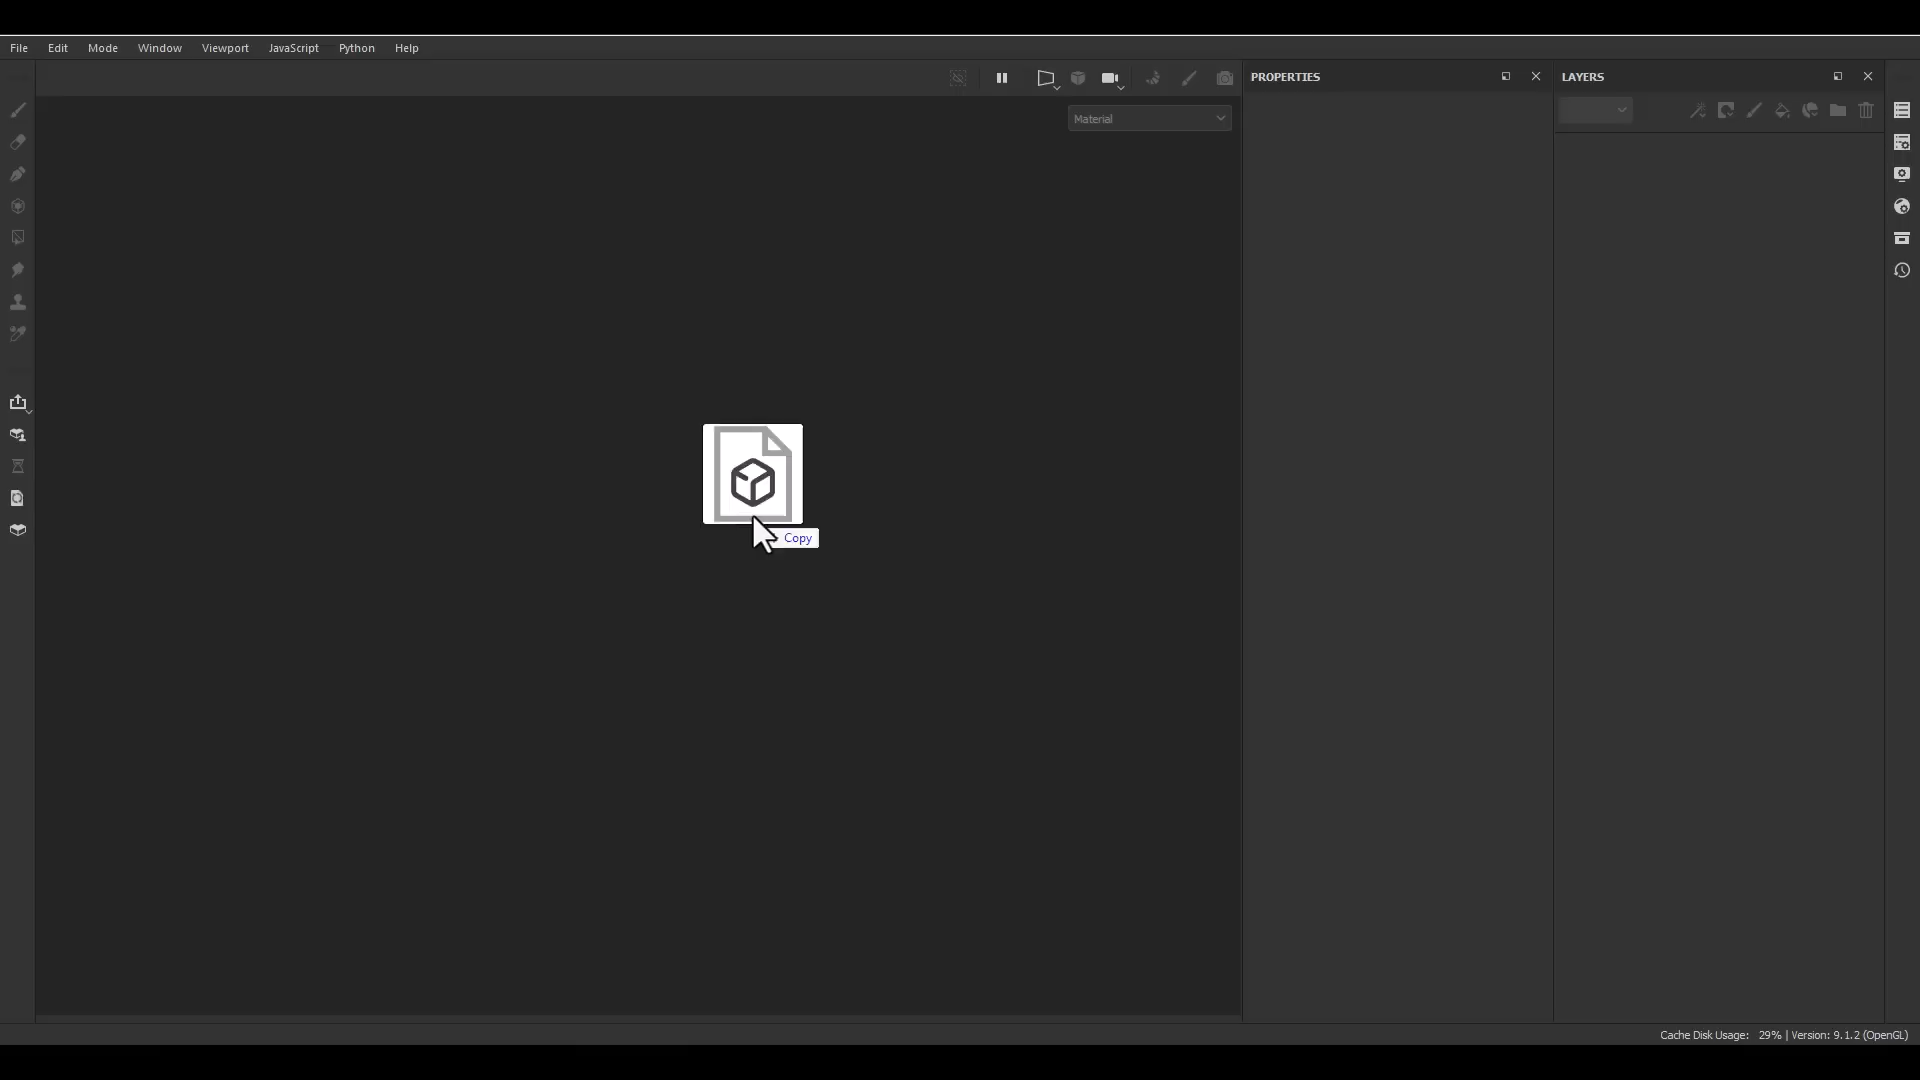 File Edit Mode Window Viewport JavaScript Python Help
PROPERTIES
LAYERS
Material
Copy
Cache Disk Usage: 29% | Version: 9.1.2 (OpenGL)